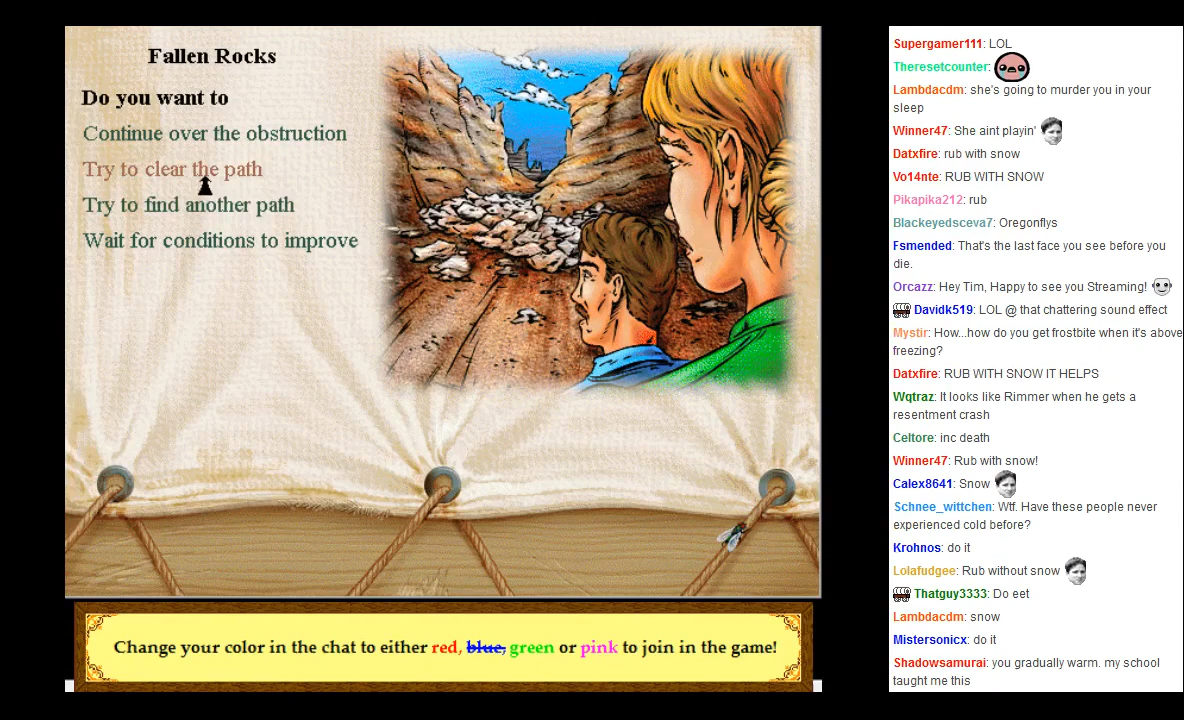 Fallen Rocks
Do you want to
Continue over the obstruction
Try to clear the path
Try to find another path
Wait for conditions to improve
Change your color in the chat to either red, blue, green or pink to join in the game!
Supergamer111: LOL
Theresetcounter:
Lambdacdm: she's going to murder you in your
sleep
Winner47: She aint playin'
Datxfire: rub with snow
Vo14nte: RUB WITH SNOW
Pikapika212: rub
Blackeyedsceva7: Oregonflys
Fsmended: That's the last face you see before you
die.
Orcazz: Hey Tim, Happy to see you Streaming!
Davidk519: LOL @ that chattering sound effect
Mystir: How...how do you get frostbite when it's above
freezing?
Datxfire: RUB WITH SNOW IT HELPS
Wqtraz: It looks like Rimmer when he gets a
resentment crash
Celtore: inc death
Winner47: Rub with snow!
Calex8641: Snow
Schnee_wittchen: Wtf. Have these people never
experienced cold before?
Krohnos: do it
Lolafudgee: Rub without snow
Thatguy3333: Do eet
Lambdacdm: snow
Mistersonicx: do it
Shadowsamurai: you gradually warm. my school
taught me this